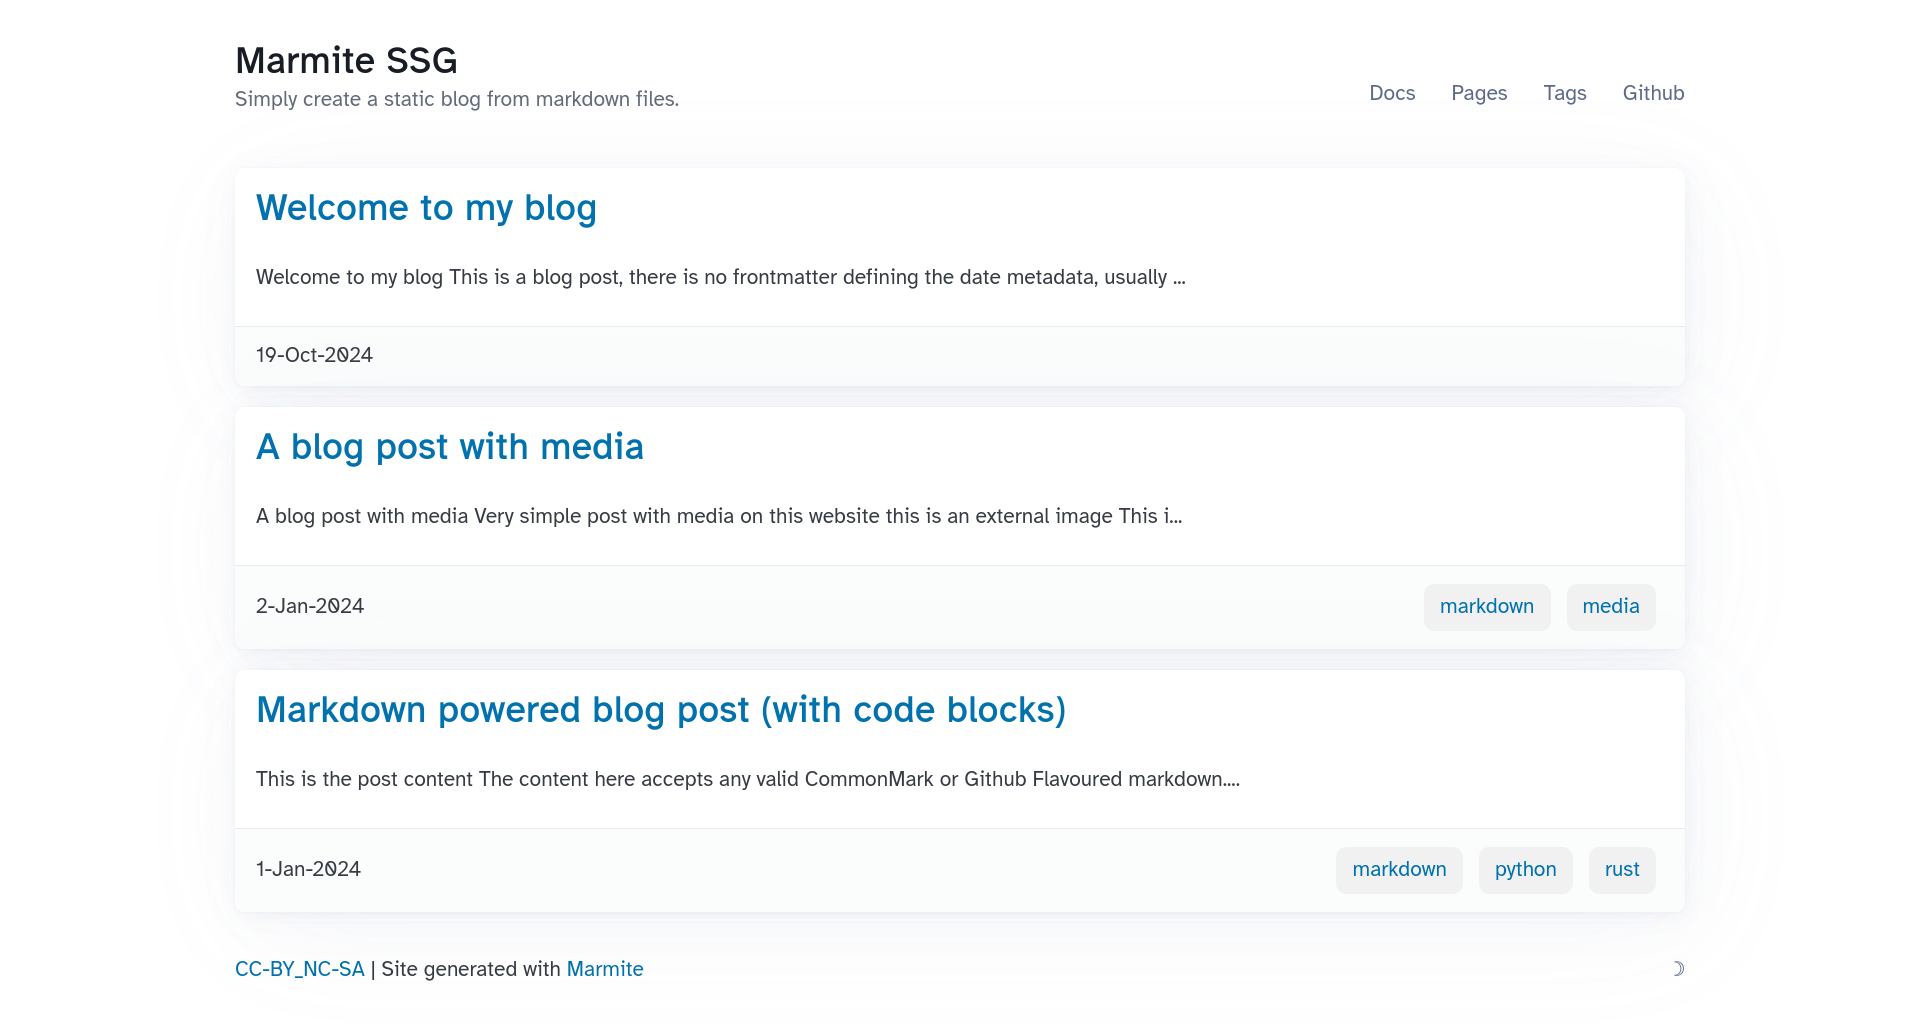 Marmite SSG
Simply create a static blog from markdown files.
Docs Pages Tags Github
Welcome to my blog
Welcome to my blog This is a blog post, there is no frontmatter defining the date metadata, usually ...
19-Oct-2024
A blog post with media
A blog post with media Very simple post with media on this website this is an external image This i...
2-Jan-2024 markdown media
Markdown powered blog post (with code blocks)
This is the post content The content here accepts any valid CommonMark or Github Flavoured markdown....
1-Jan-2024 markdown python rust
CC-BY_NC-SA | Site generated with Marmite